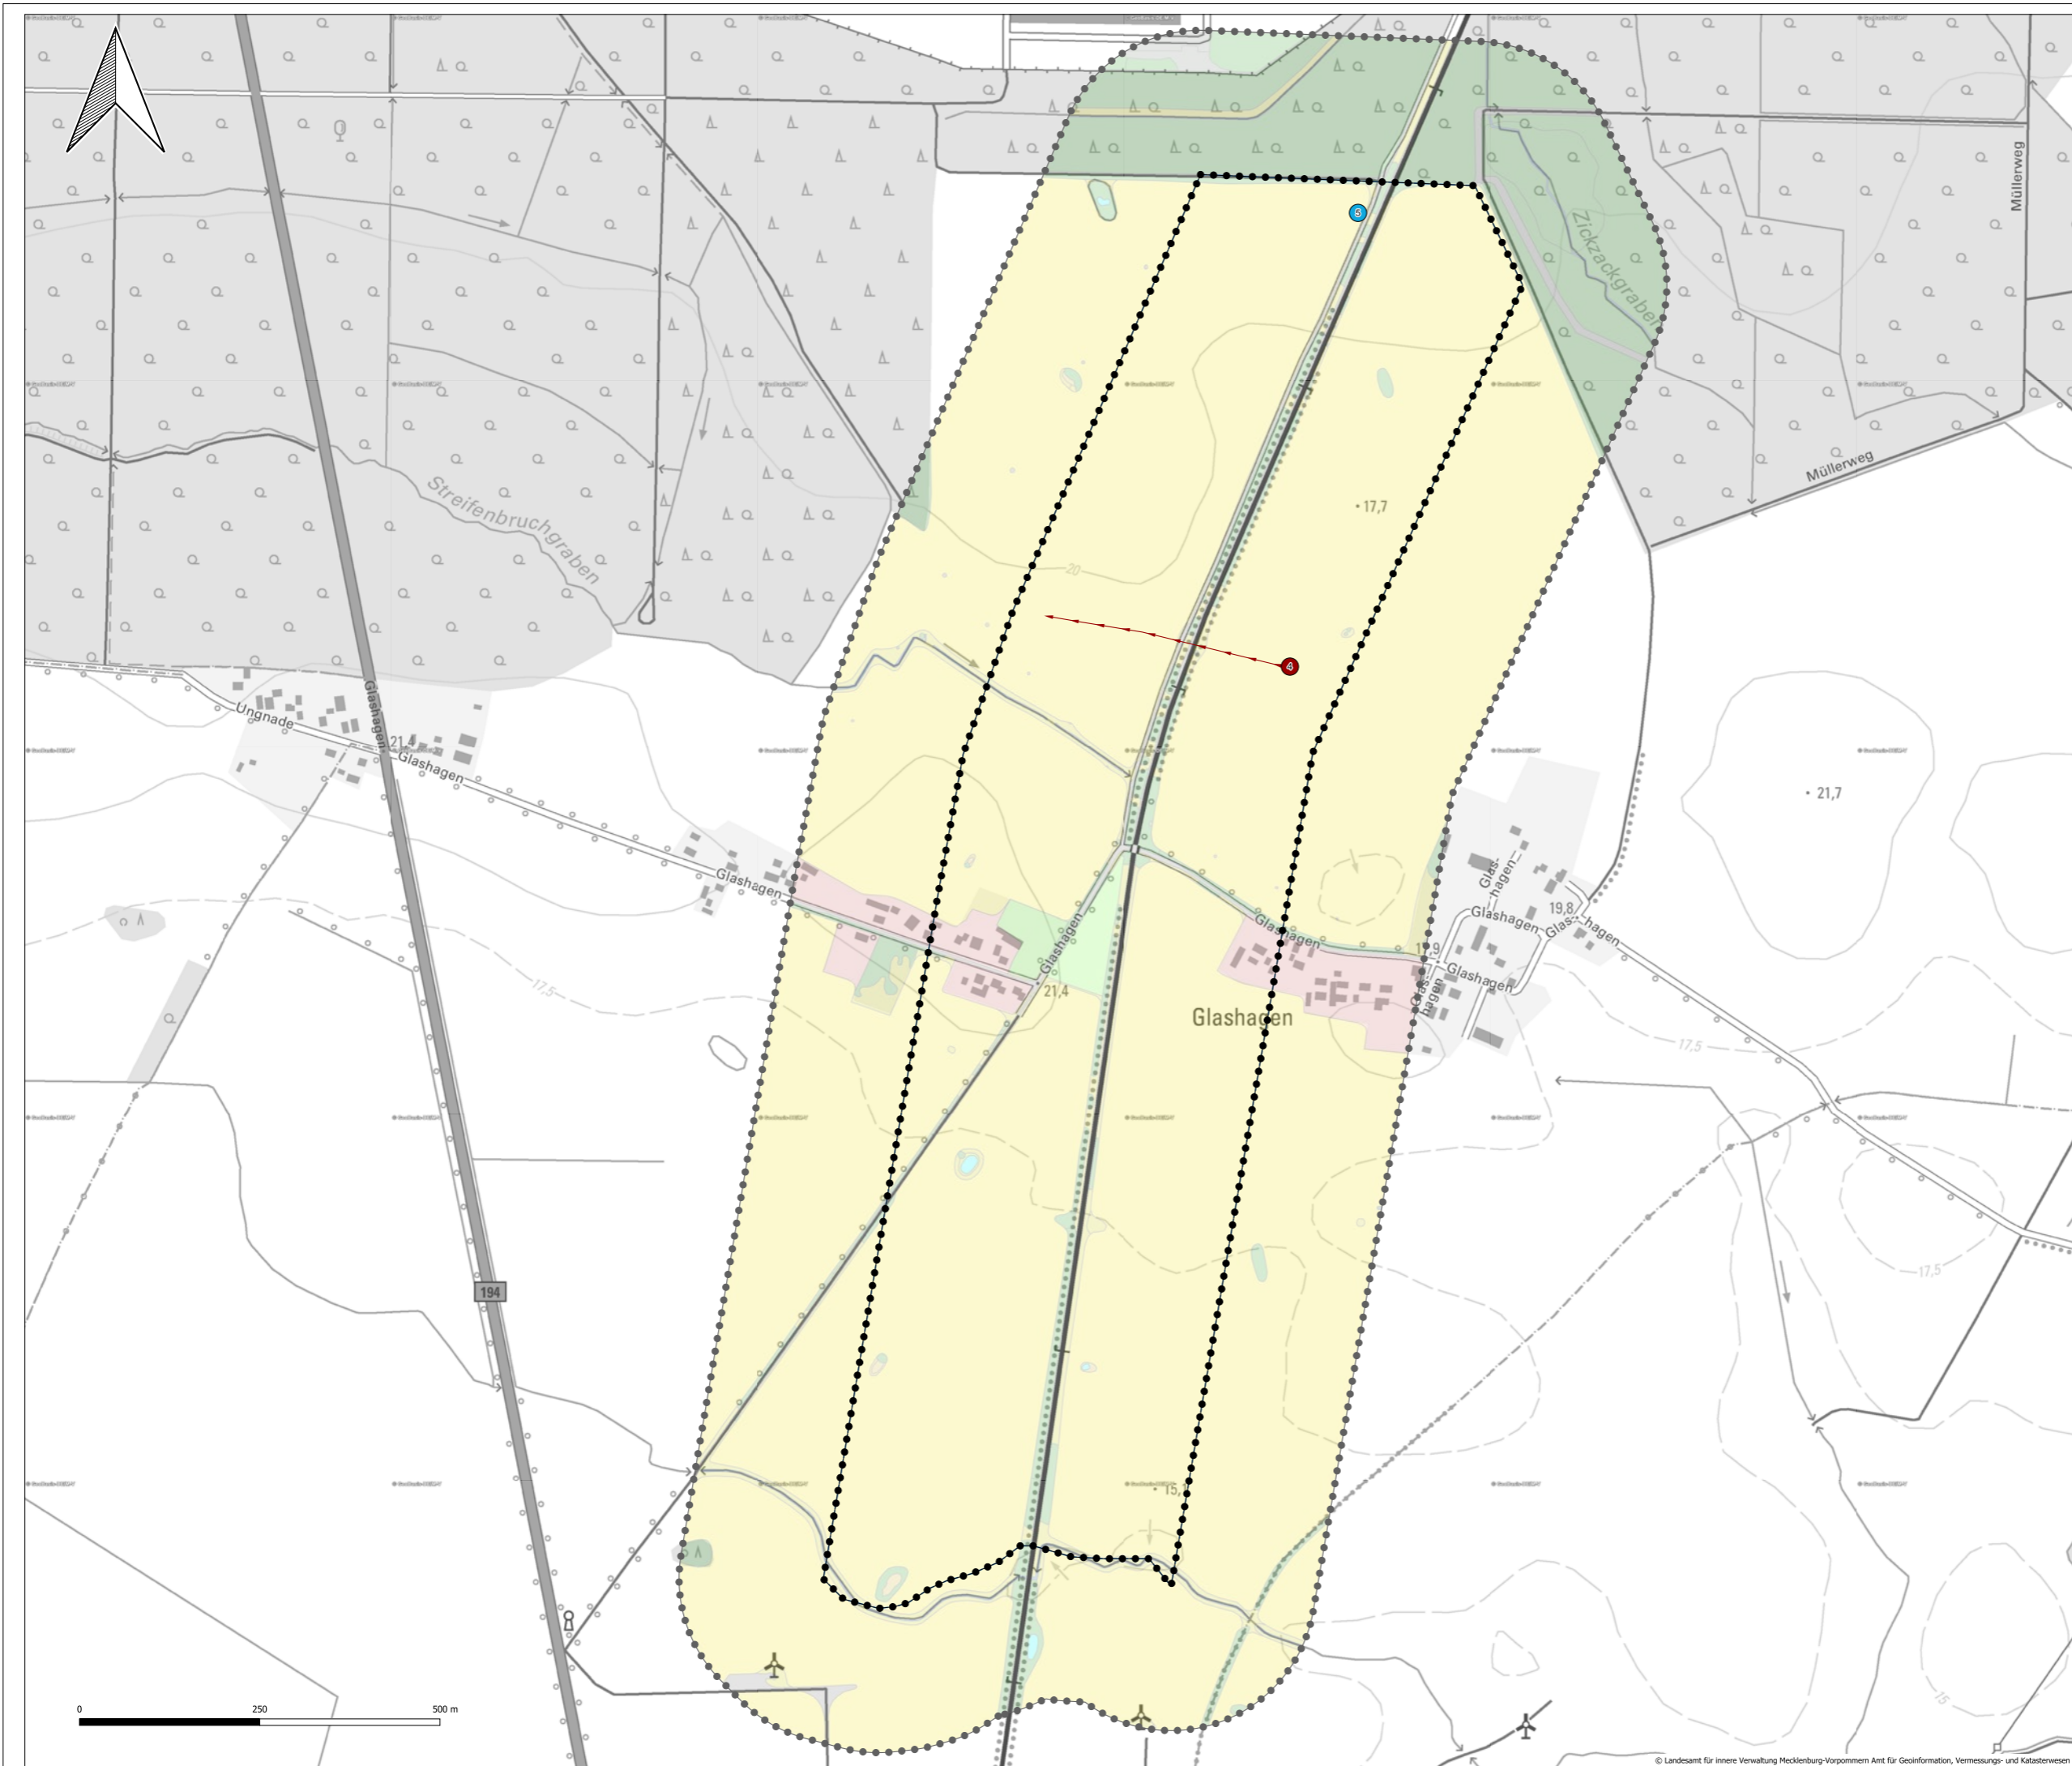 5
Müllerweg
Zickzackgraben
Müllerweg
17,7
Streifenbruchgraben
20
4
Ungnade
Glashagen
21,4
Glashagen
21,7
Glashagen
Glashagen
Glashagen
Glas-
hagen
19,8
Glashagen
Glas-
hagen
Glashagen
Glas-
hagen
21,4
Glashagen
17,5
17,5
194
17,5
15
0
250
500 m
© Landesamt für innere Verwaltung Mecklenburg-Vorpommern Amt für Geoinformation, Vermessungs- und Katasterwesen